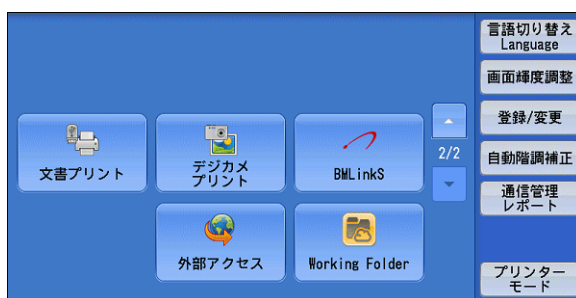 文書プリント
デジカメ
プリント
BMLinkS
外部アクセス
Working Folder
2/2
言語切り替え
Language
画面輝度調整
登録/変更
自動階調補正
通信管理
レポート
プリンター
モード